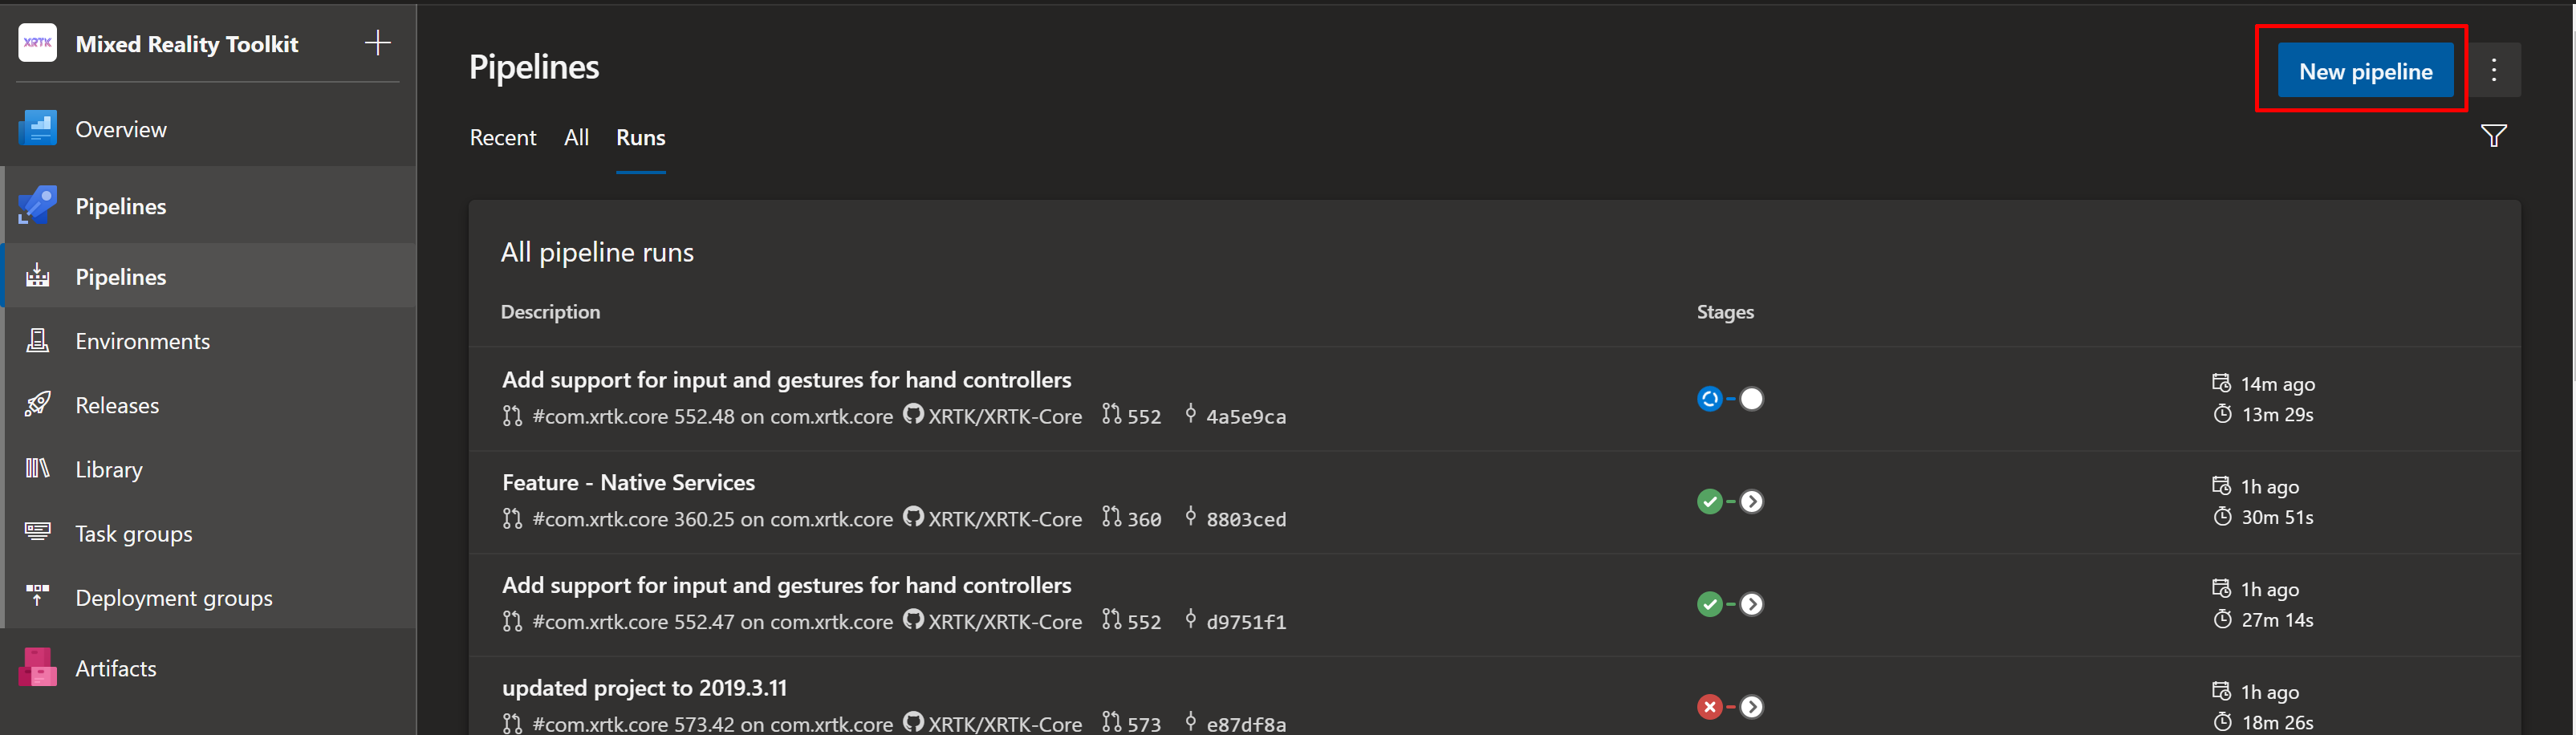 XRTK
Mixed Reality Toolkit
Overview
Pipelines
Pipelines
Environments
Releases
Library
Task groups
Deployment groups
Artifacts
Pipelines
New pipeline
Recent All Runs
All pipeline runs
Description Stages
Add support for input and gestures for hand controllers
#com.xrtk.core 552.48 on com.xrtk.core XRTK/XRTK-Core 552 4a5e9ca
14m ago
13m 29s
Feature - Native Services
#com.xrtk.core 360.25 on com.xrtk.core XRTK/XRTK-Core 360 8803ced
1h ago
30m 51s
Add support for input and gestures for hand controllers
#com.xrtk.core 552.47 on com.xrtk.core XRTK/XRTK-Core 552 d9751f1
1h ago
27m 14s
updated project to 2019.3.11
#com.xrtk.core 573.42 on com.xrtk.core XRTK/XRTK-Core 573 e87df8a
1h ago
18m 26s